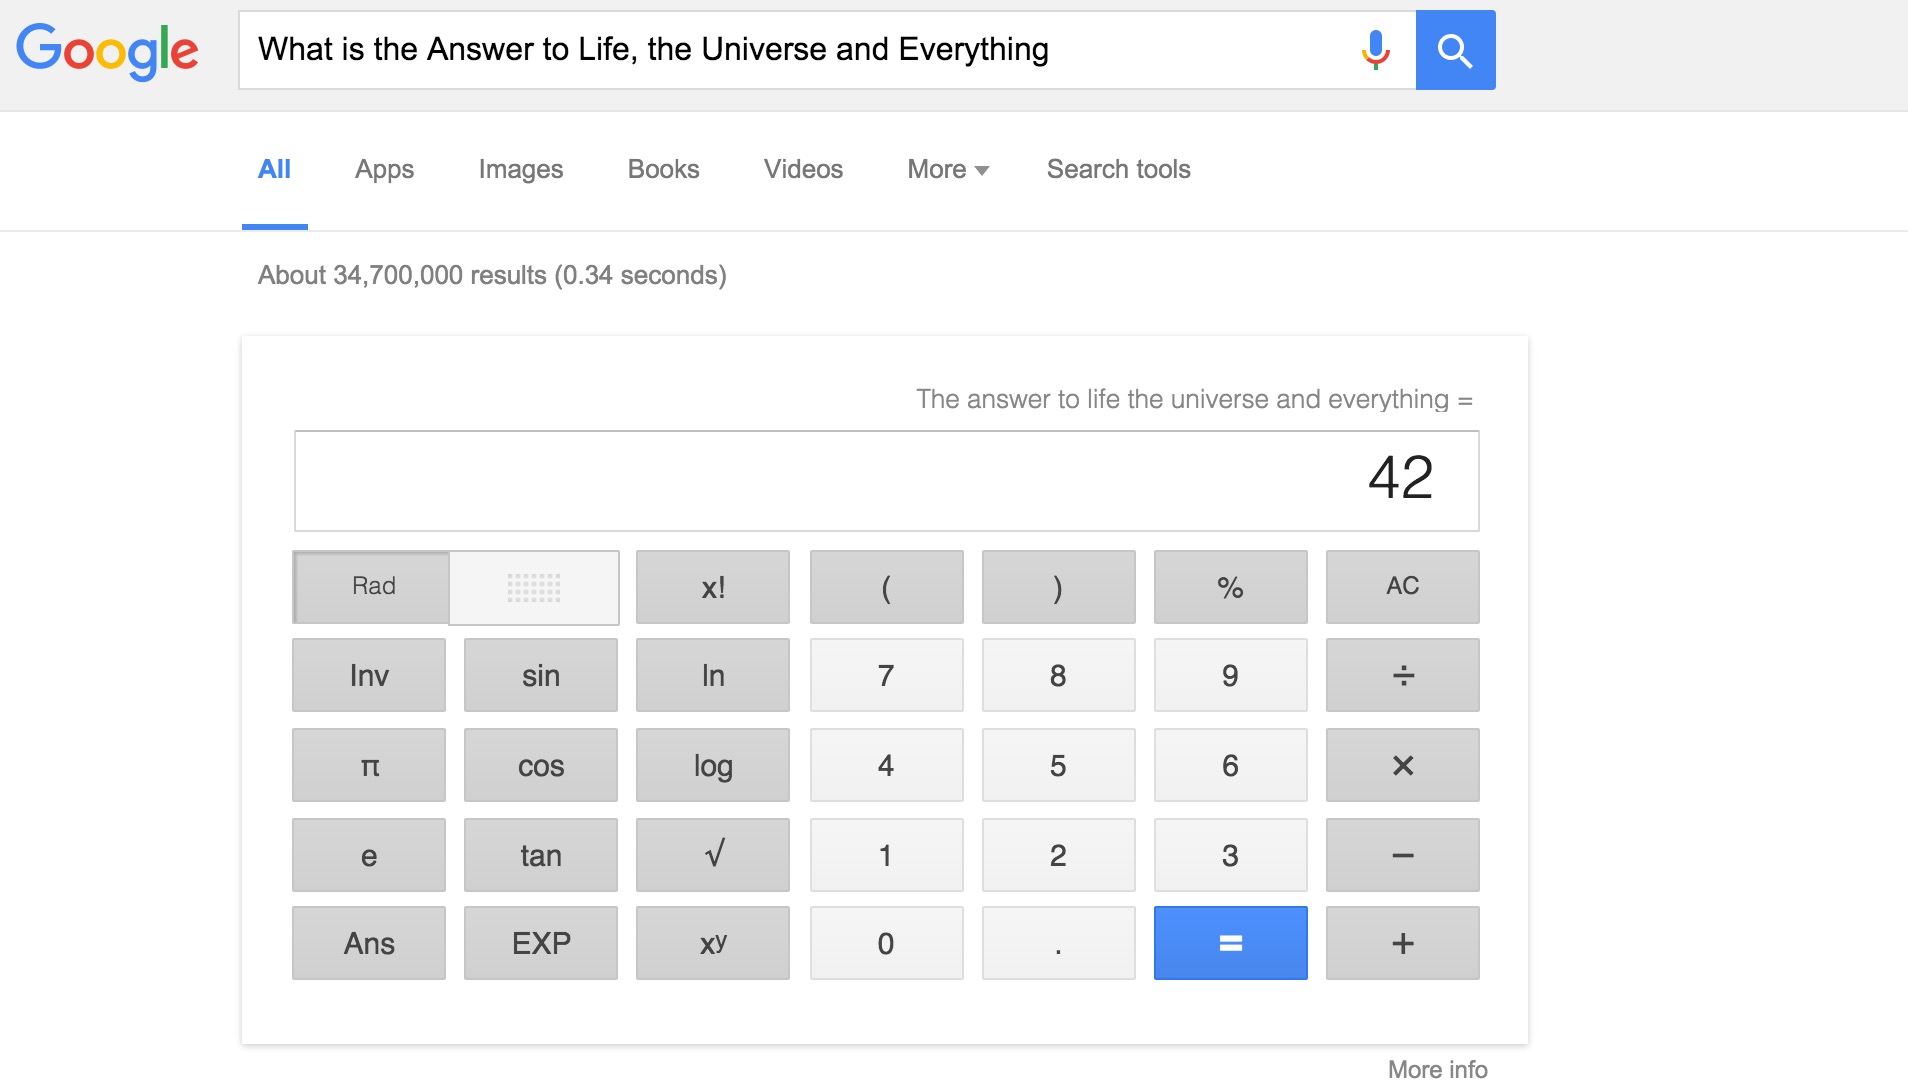 Google What is the Answer to Life, the Universe and Everything
All Apps Images Books Videos More Search tools
About 34,700,000 results (0.34 seconds)
The answer to life the universe and everything =
42
Rad x! ( ) % AC
Inv sin ln 7 8 9 ÷
π cos log 4 5 6 ×
e tan √ 1 2 3 −
Ans EXP xʸ 0 . = +
More info